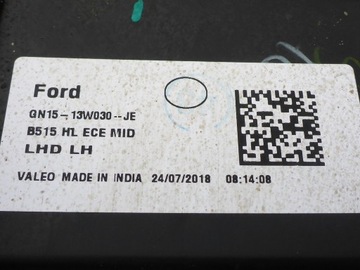 Ford
GN15-13W030--JE
B515 HL ECE MID
LHD LH
VALEO MADE IN INDIA 24/07/2018 08:14:08